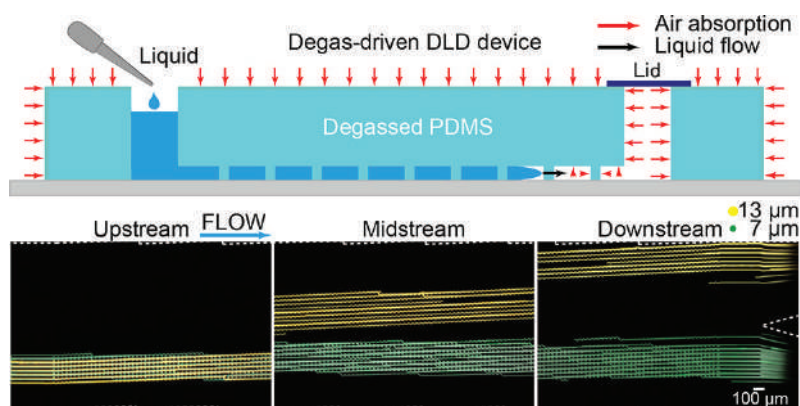 Degas-driven DLD device
Air absorption
Liquid flow
Liquid
Lid
Degassed PDMS
Upstream
FLOW
Midstream
Downstream
13 µm
7 µm
100 µm